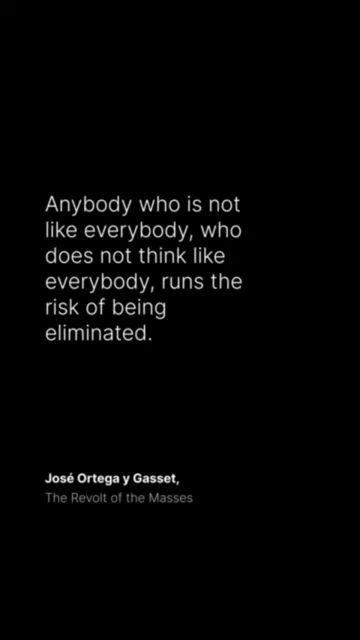 Anybody who is not
like everybody, who
does not think like
everybody, runs the
risk of being
eliminated.
José Ortega y Gasset,
The Revolt of the Masses